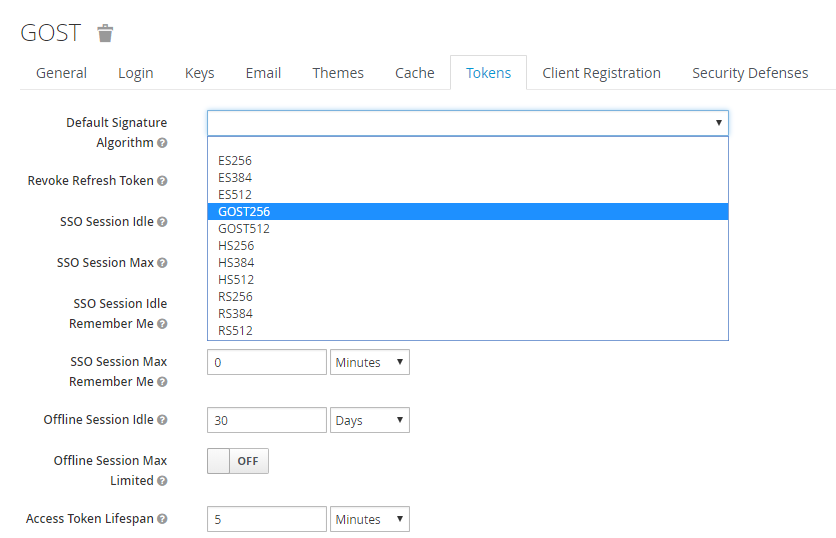 GOST
General Login Keys Email Themes Cache Tokens Client Registration Security Defenses
Default Signature
Algorithm
ES256
ES384
ES512
GOST256
GOST512
HS256
HS384
HS512
RS256
RS384
RS512
Revoke Refresh Token
SSO Session Idle
SSO Session Max
SSO Session Idle
Remember Me
SSO Session Max
Remember Me
0 Minutes
Offline Session Idle
30 Days
Offline Session Max
Limited
OFF
Access Token Lifespan
5 Minutes